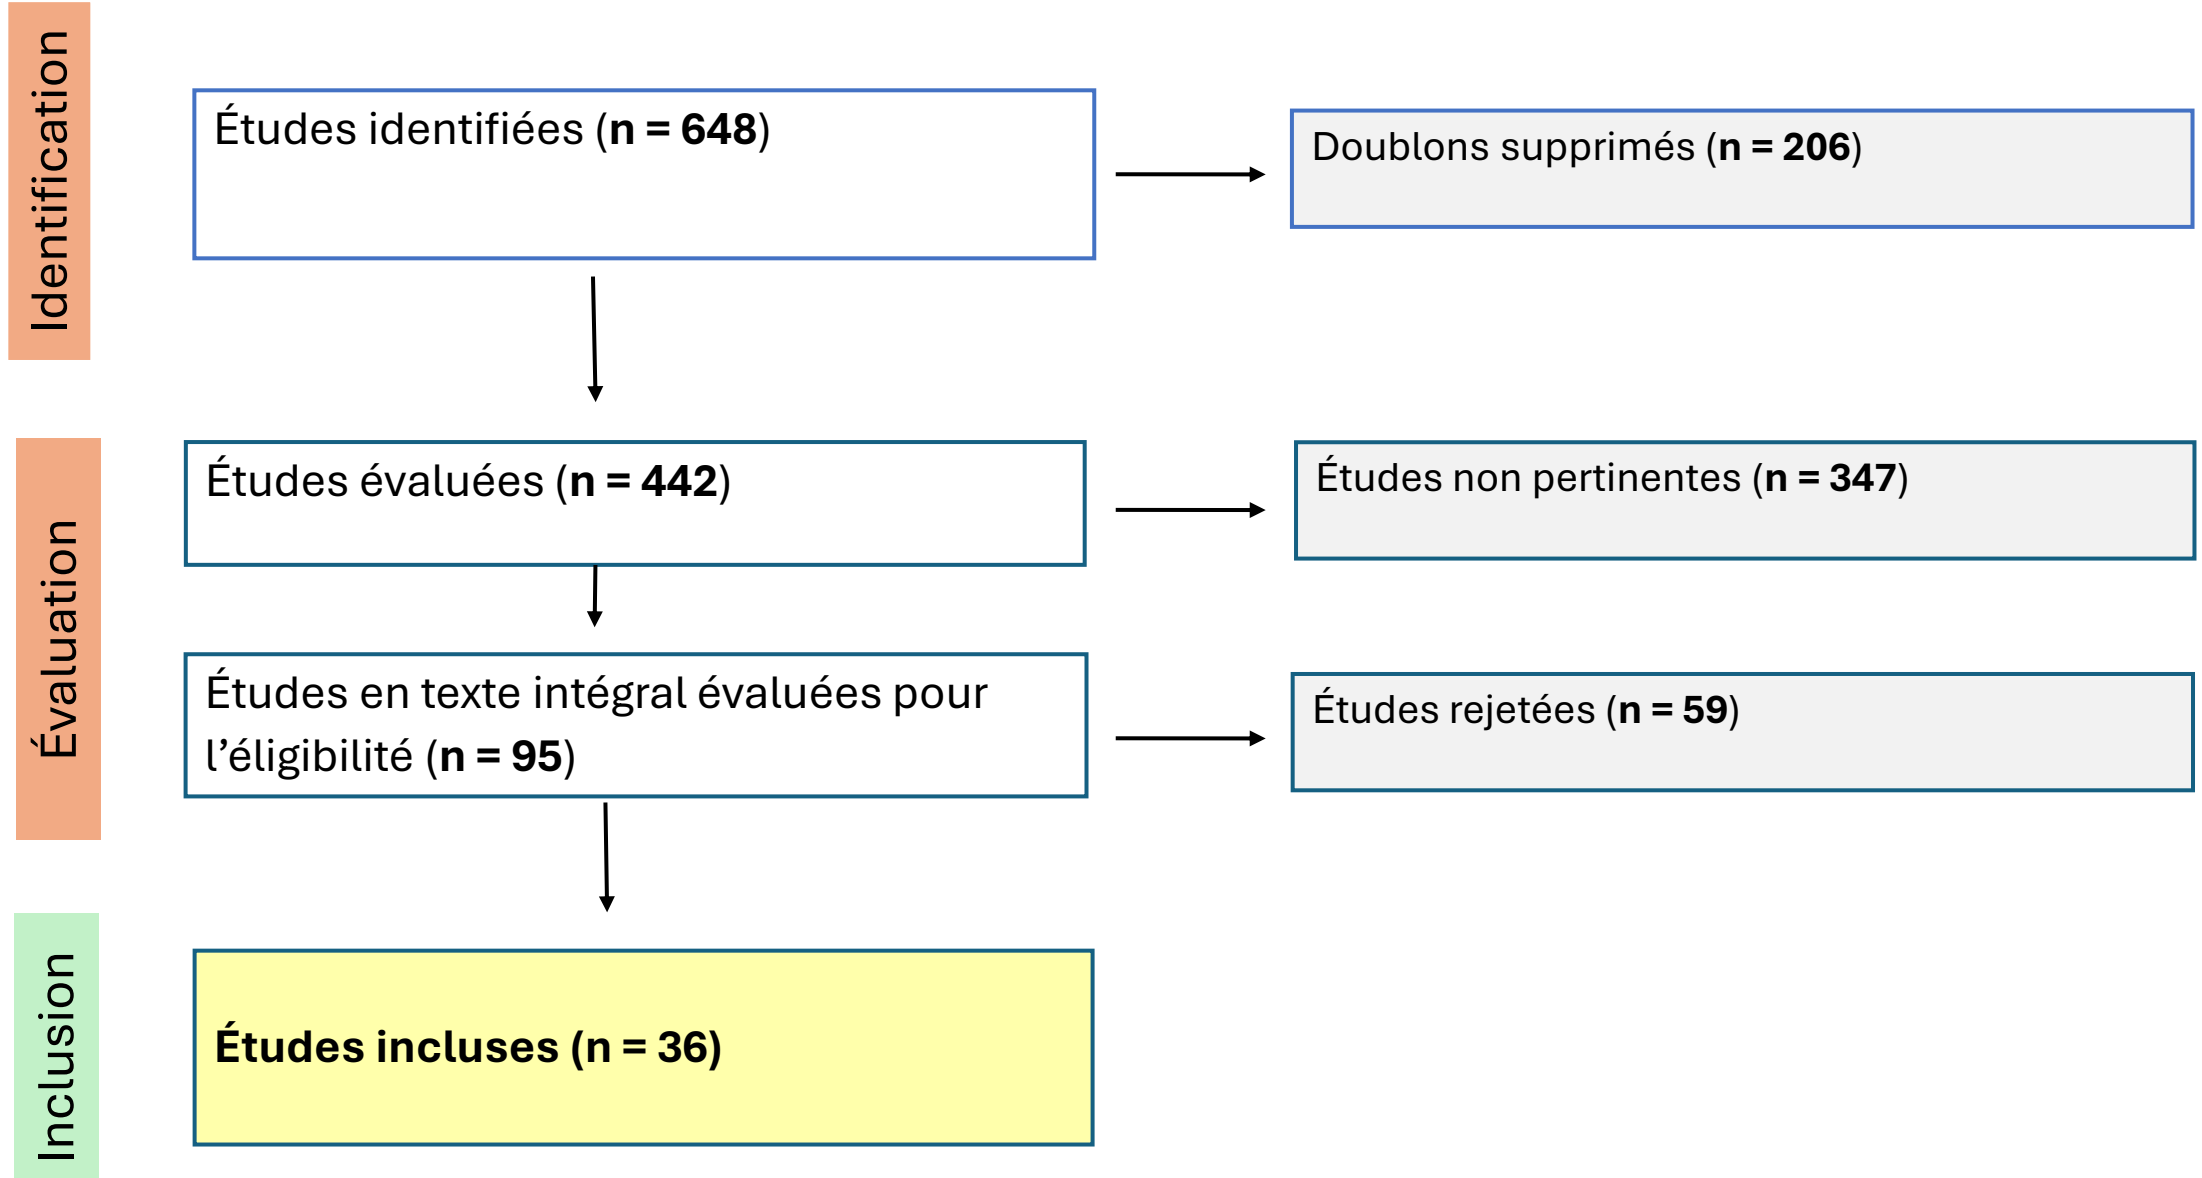 Identification
Études identifiées (n = 648)
Doublons supprimés (n = 206)
Évaluation
Études évaluées (n = 442)
Études non pertinentes (n = 347)
Études en texte intégral évaluées pour
l’éligibilité (n = 95)
Études rejetées (n = 59)
Inclusion
Études incluses (n = 36)